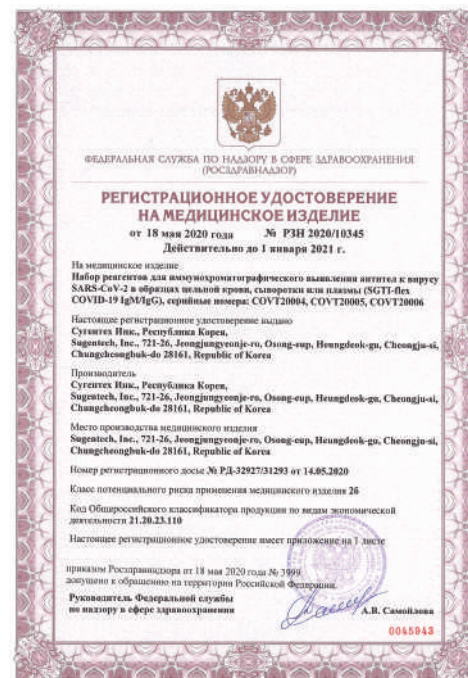 ФЕДЕРАЛЬНАЯ СЛУЖБА ПО НАДЗОРУ В СФЕРЕ ЗДРАВООХРАНЕНИЯ
(РОСЗДРАВНАДЗОР)
РЕГИСТРАЦИОННОЕ УДОСТОВЕРЕНИЕ
НА МЕДИЦИНСКОЕ ИЗДЕЛИЕ
от 18 мая 2020 года № РЗН 2020/10345
Действительно до 1 января 2021 г.
На медицинское изделие
Набор реагентов для иммунохроматографического выявления антител к вирусу
SARS-CoV-2 в образцах цельной крови, сыворотки или плазмы (SGTI-flex
COVID-19 IgM/IgG), серийные номера: COVT20004, COVT20005, COVT20006
Настоящее регистрационное удостоверение выдано
Сугентех Инк., Республика Корея,
Sugentech, Inc., 721-26, Jeongjungyeonje-ro, Osong-eup, Heungdeok-gu, Cheongju-si,
Chungcheongbuk-do 28161, Republic of Korea
Производитель
Сугентех Инк., Республика Корея,
Sugentech, Inc., 721-26, Jeongjungyeonje-ro, Osong-eup, Heungdeok-gu, Cheongju-si,
Chungcheongbuk-do 28161, Republic of Korea
Место производства медицинского изделия
Sugentech, Inc., 721-26, Jeongjungyeonje-ro, Osong-eup, Heungdeok-gu, Cheongju-si,
Chungcheongbuk-do 28161, Republic of Korea
Номер регистрационного досье № РД-32927/31293 от 14.05.2020
Класс потенциального риска применения медицинского изделия 2б
Код Общероссийского классификатора продукции по видам экономической
деятельности 21.20.23.110
Настоящее регистрационное удостоверение имеет приложение на 1 листе
приказом Росздравнадзора от 18 мая 2020 года № 3999
допущено к обращению на территории Российской Федерации.
Руководитель Федеральной службы
по надзору в сфере здравоохранения
А.В. Самойлова
0045943